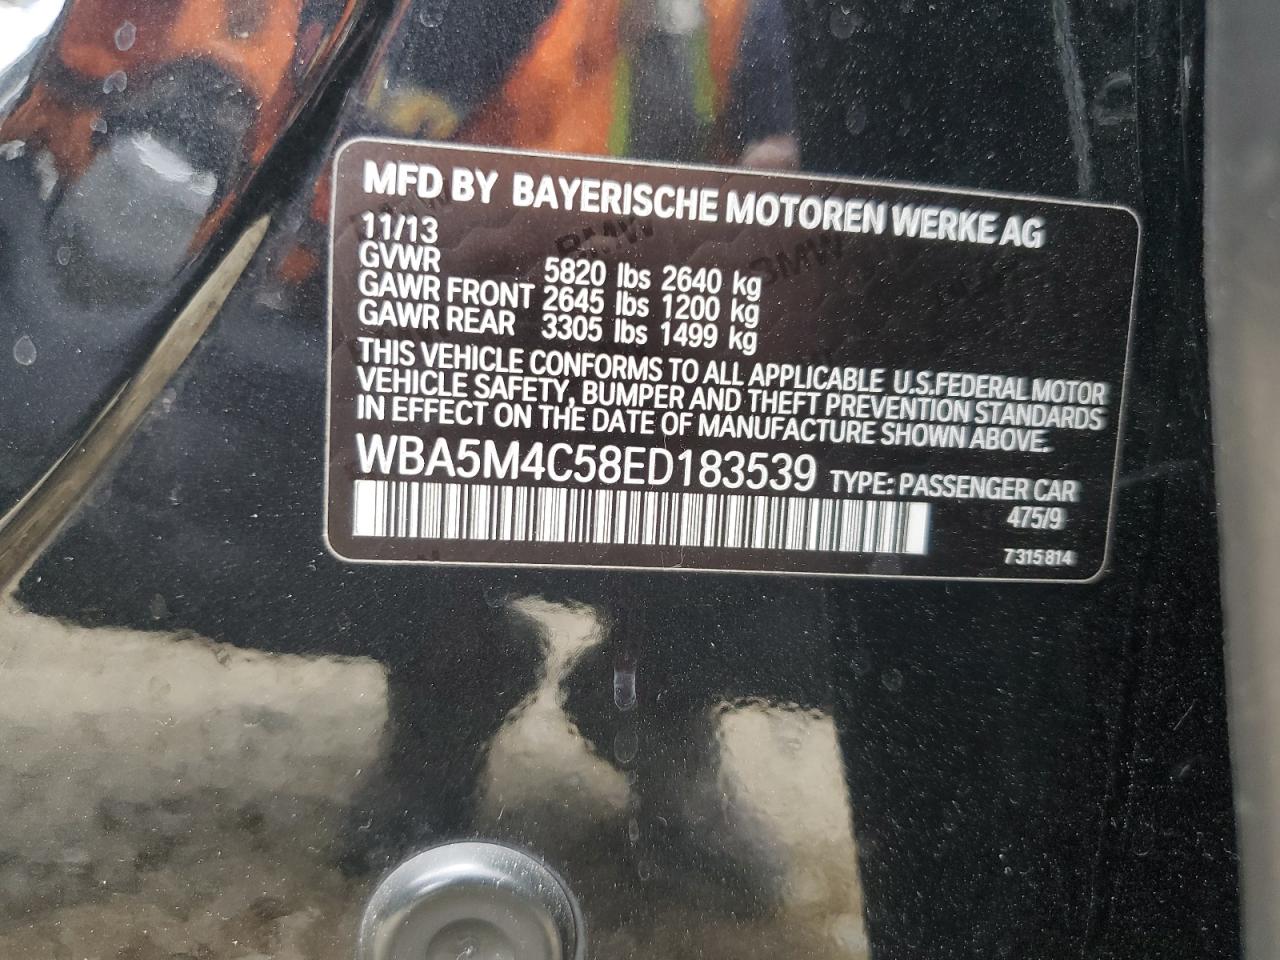 MFD BY BAYERISCHE MOTOREN WERKE AG
11/13
GVWR 5820 lbs 2640 kg
GAWR FRONT 2645 lbs 1200 kg
GAWR REAR 3305 lbs 1499 kg
THIS VEHICLE CONFORMS TO ALL APPLICABLE U.S.FEDERAL MOTOR
VEHICLE SAFETY, BUMPER AND THEFT PREVENTION STANDARDS
IN EFFECT ON THE DATE OF MANUFACTURE SHOWN ABOVE.
WBA5M4C58ED183539 TYPE: PASSENGER CAR
475/9
7 315 814
BMW
BMW